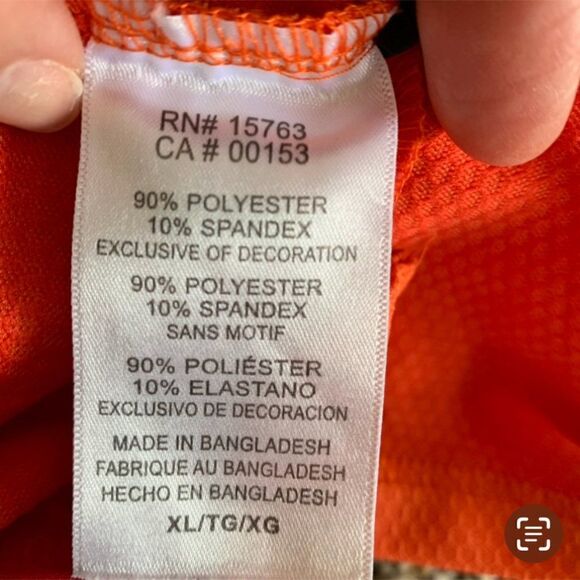 RN# 15763
CA # 00153
90% POLYESTER
10% SPANDEX
EXCLUSIVE OF DECORATION
90% POLYESTER
10% SPANDEX
SANS MOTIF
90% POLIÉSTER
10% ELASTANO
EXCLUSIVO DE DECORACION
MADE IN BANGLADESH
FABRIQUE AU BANGLADESH
HECHO EN BANGLADESH
XL/TG/XG